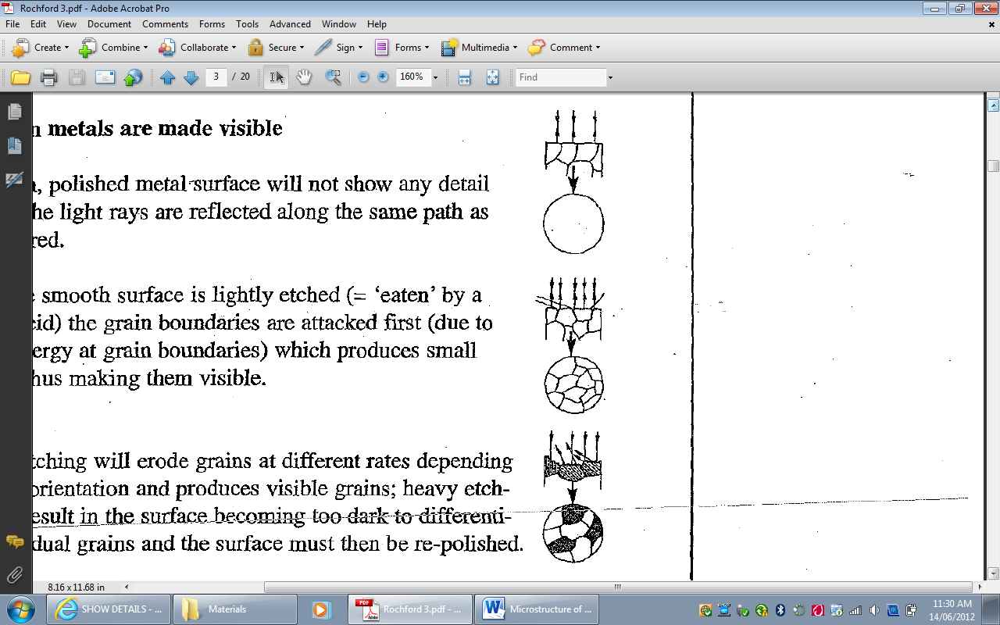 Rochford 3.pdf - Adobe Acrobat Pro
File Edit View Document Comments Forms Tools Advanced Window Help
Create Combine Collaborate Secure Sign Forms Multimedia Comment
3 / 20 160% Find
n metals are made visible
, polished metal surface will not show any detail
he light rays are reflected along the same path as
red.
smooth surface is lightly etched (= ‘eaten’ by a
cid) the grain boundaries are attacked first (due to
ergy at grain boundaries) which produces small
hus making them visible.
tching will erode grains at different rates depending
orientation and produces visible grains; heavy etch-
esult in the surface becoming too dark to differenti-
dual grains and the surface must then be re-polished.
8.16 x 11.68 in
SHOW DETAILS - ... Materials Rochford 3.pdf - ... Microstructure of ... 11:30 AM
14/06/2012